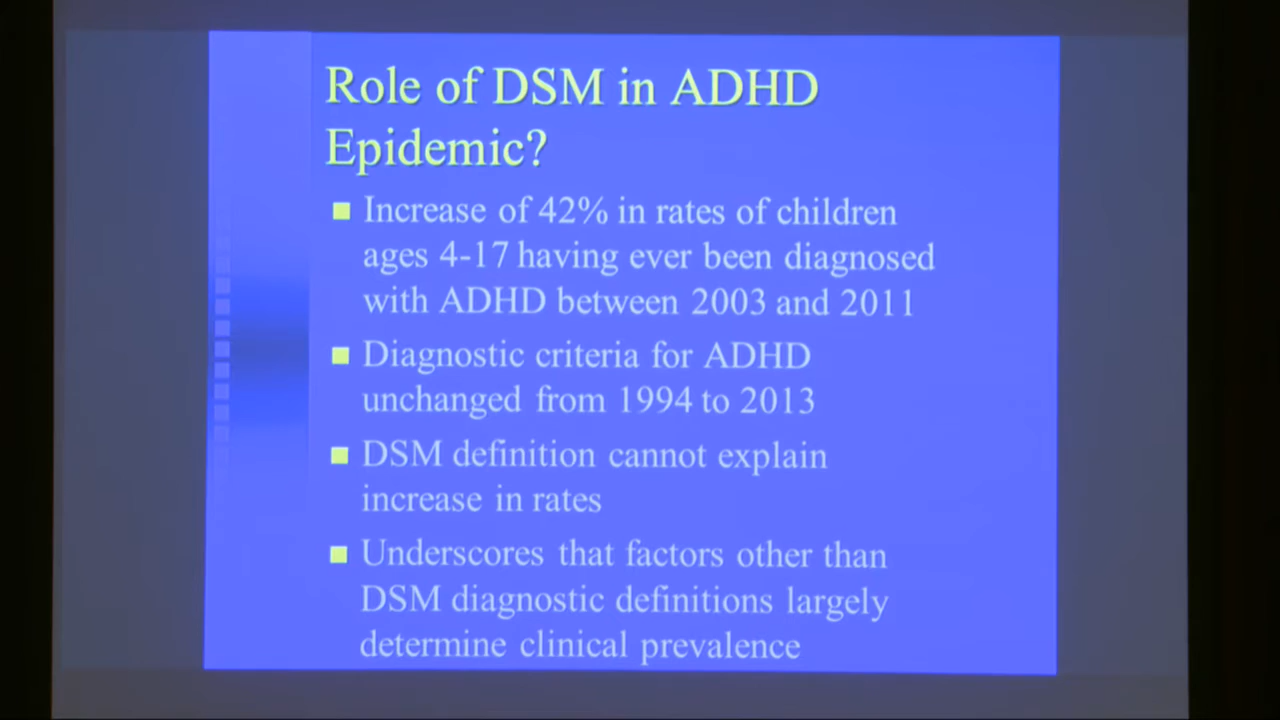 Role of DSM in ADHD
Epidemic?
Increase of 42% in rates of children
ages 4-17 having ever been diagnosed
with ADHD between 2003 and 2011
Diagnostic criteria for ADHD
unchanged from 1994 to 2013
DSM definition cannot explain
increase in rates
Underscores that factors other than
DSM diagnostic definitions largely
determine clinical prevalence